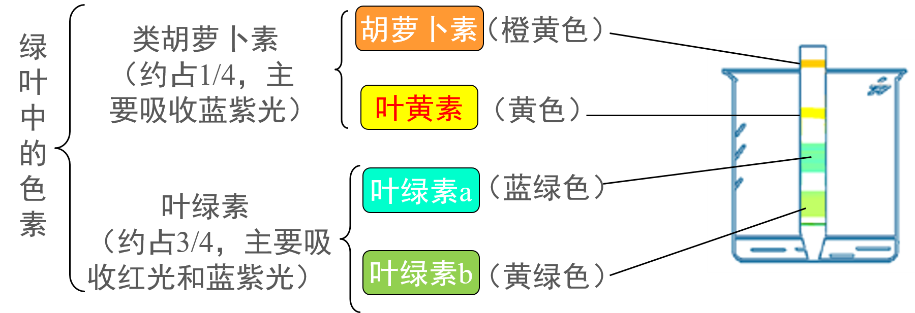 绿叶中的色素
类胡萝卜素
（约占1/4，主
要吸收蓝紫光）
胡萝卜素（橙黄色）
叶黄素（黄色）
叶绿素
（约占3/4，主要吸
收红光和蓝紫光）
叶绿素a（蓝绿色）
叶绿素b（黄绿色）